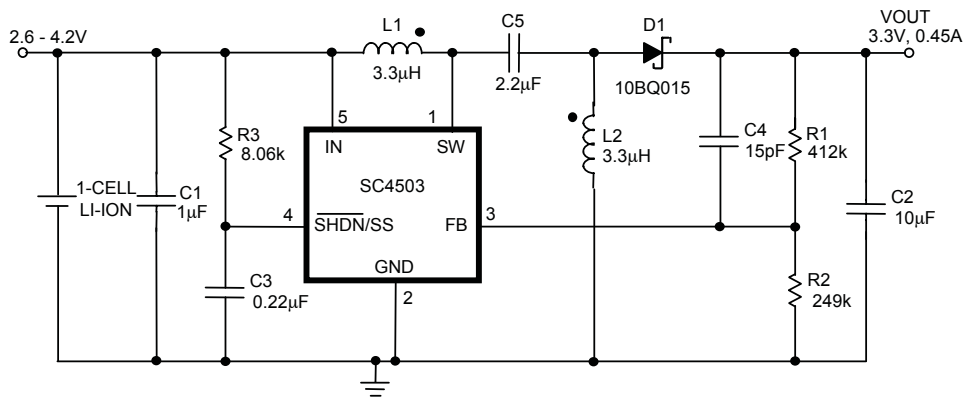 L1
C5
D1
VOUT
3.3V, 0.45A
2.6 - 4.2V
3.3µH
2.2µF
10BQ015
5
1
R3
8.06k
IN
SW
L2
3.3µH
C4
15pF
R1
412k
1-CELL
LI-ION
C1
1µF
SC4503
C2
10µF
4
SHDN/SS
FB
3
GND
C3
0.22µF
2
R2
249k